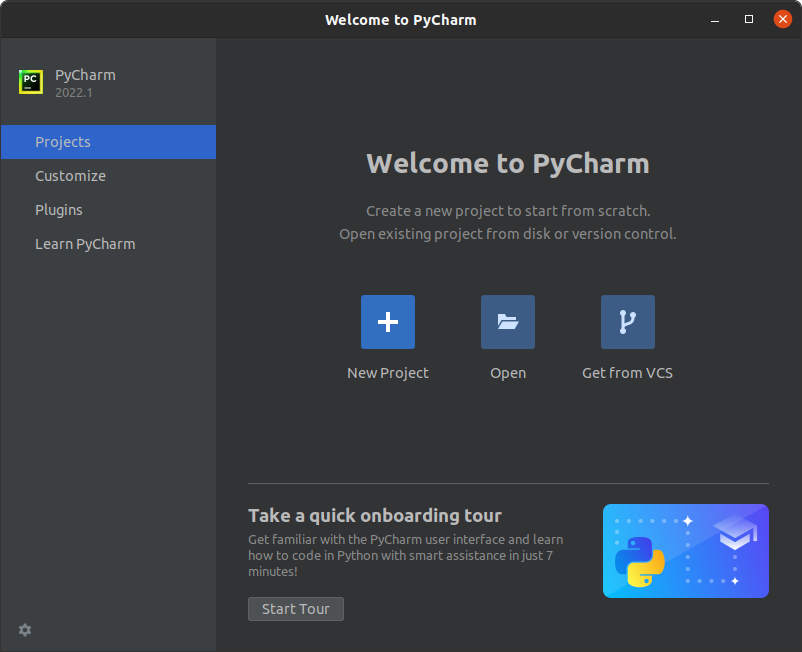 Welcome to PyCharm
PC
PyCharm
2022.1
Projects
Customize
Plugins
Learn PyCharm
Welcome to PyCharm
Create a new project to start from scratch.
Open existing project from disk or version control.
New Project
Open
Get from VCS
Take a quick onboarding tour
Get familiar with the PyCharm user interface and learn
how to code in Python with smart assistance in just 7
minutes!
Start Tour